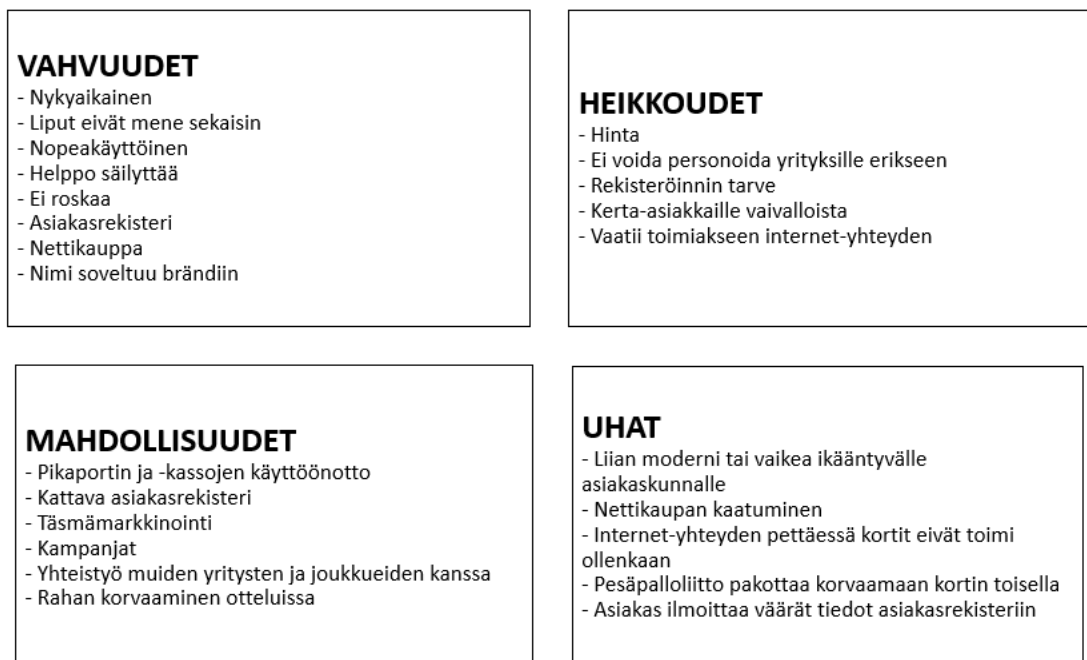 VAHVUUDET
- Nykyaikainen
- Liput eivät mene sekaisin
- Nopeakäyttöinen
- Helppo säilyttää
- Ei roskaa
- Asiakasrekisteri
- Nettikauppa
- Nimi soveltuu brändiin
HEIKKOUDET
- Hinta
- Ei voida personoida yrityksille erikseen
- Rekisteröinnin tarve
- Kerta-asiakkaille vaivalloista
- Vaatii toimiakseen internet-yhteyden
MAHDOLLISUUDET
- Pikaportin ja -kassojen käyttöönotto
- Kattava asiakasrekisteri
- Täsmämarkkinointi
- Kampanjat
- Yhteistyö muiden yritysten ja joukkueiden kanssa
- Rahan korvaaminen otteluissa
UHAT
- Liian moderni tai vaikea ikääntyvälle
asiakaskunnalle
- Nettikaupan kaatuminen
- Internet-yhteyden pettäessä kortit eivät toimi
ollenkaan
- Pesäpalloliitto pakottaa korvaamaan kortin toisella
- Asiakas ilmoittaa väärät tiedot asiakasrekisteriin